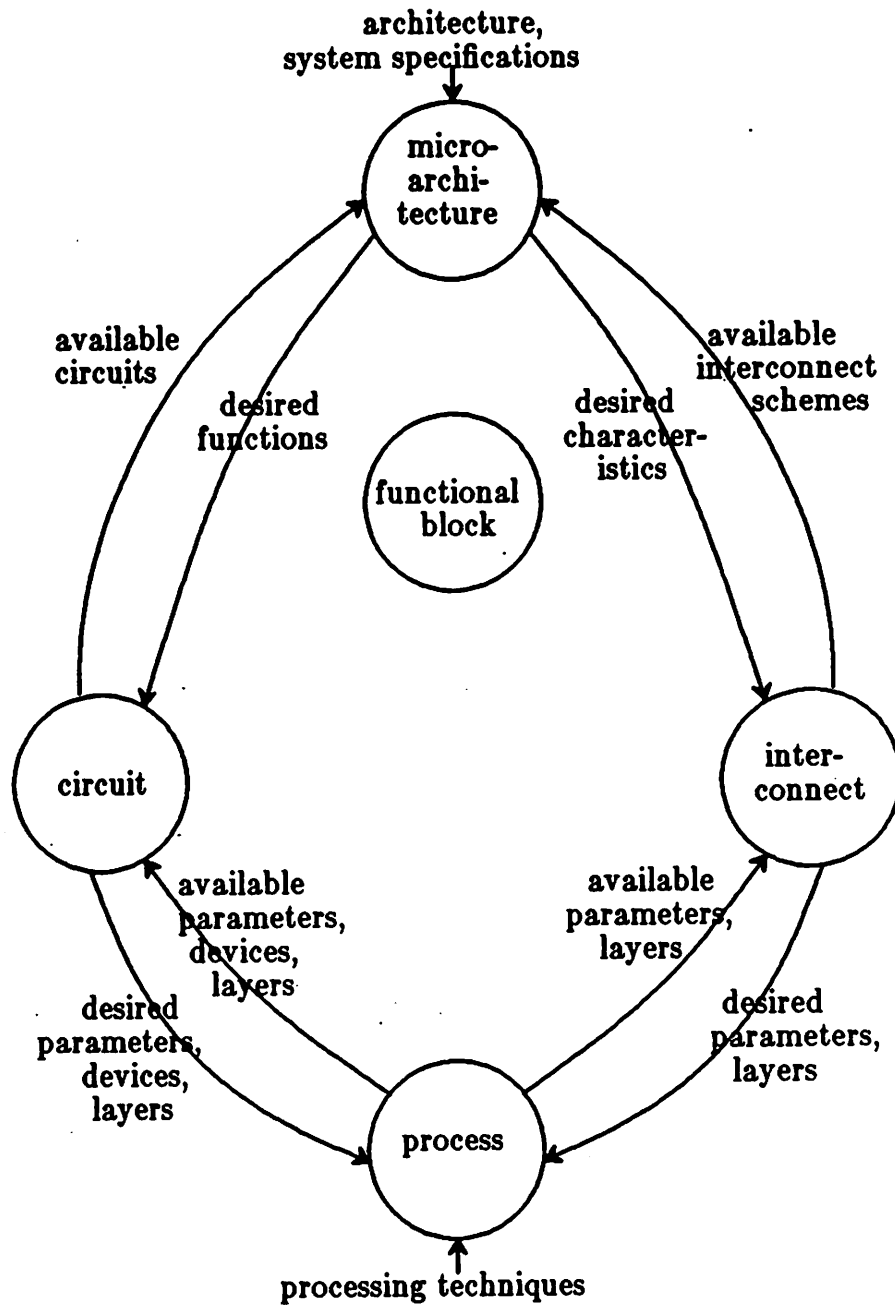 architecture,
system specifications
micro-
archi-
tecture
available
circuits
desired
functions
desired
character-
istics
available
interconnect
schemes
functional
block
circuit
inter-
connect
available
parameters,
devices,
layers
available
parameters,
layers
desired
parameters,
devices,
layers
desired
parameters,
layers
process
processing techniques